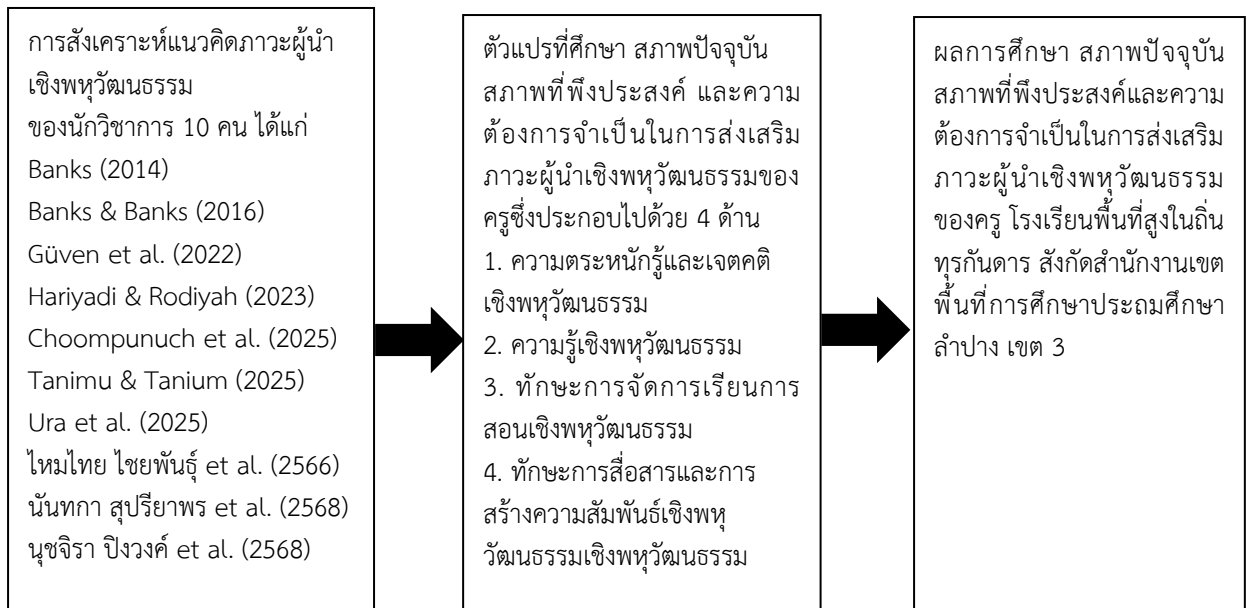 การสังเคราะห์แนวคิดภาวะผู้นำ
เชิงพหุวัฒนธรรม
ของนักวิชาการ 10 คน ได้แก่
Banks (2014)
Banks & Banks (2016)
Güven et al. (2022)
Hariyadi & Rodiyah (2023)
Choompunuch et al. (2025)
Tanimu & Tanium (2025)
Ura et al. (2025)
ไหมไทย ไชยพันธุ์ et al. (2566)
นันทกา สุปรียาพร et al. (2568)
นุชจิรา ปิงวงค์ et al. (2568)
ตัวแปรที่ศึกษา สภาพปัจจุบัน
สภาพที่พึงประสงค์ และความ
ต้องการจำเป็นในการส่งเสริม
ภาวะผู้นำเชิงพหุวัฒนธรรมของ
ครูซึ่งประกอบไปด้วย 4 ด้าน
1. ความตระหนักรู้และเจตคติ
เชิงพหุวัฒนธรรม
2. ความรู้เชิงพหุวัฒนธรรม
3. ทักษะการจัดการเรียนการ
สอนเชิงพหุวัฒนธรรม
4. ทักษะการสื่อสารและการ
สร้างความสัมพันธ์เชิงพหุ
วัฒนธรรมเชิงพหุวัฒนธรรม
ผลการศึกษา สภาพปัจจุบัน
สภาพที่พึงประสงค์และความ
ต้องการจำเป็นในการส่งเสริม
ภาวะผู้นำเชิงพหุวัฒนธรรม
ของครู โรงเรียนพื้นที่สูงในถิ่น
ทุรกันดาร สังกัดสำนักงานเขต
พื้นที่การศึกษาประถมศึกษา
ลำปาง เขต 3